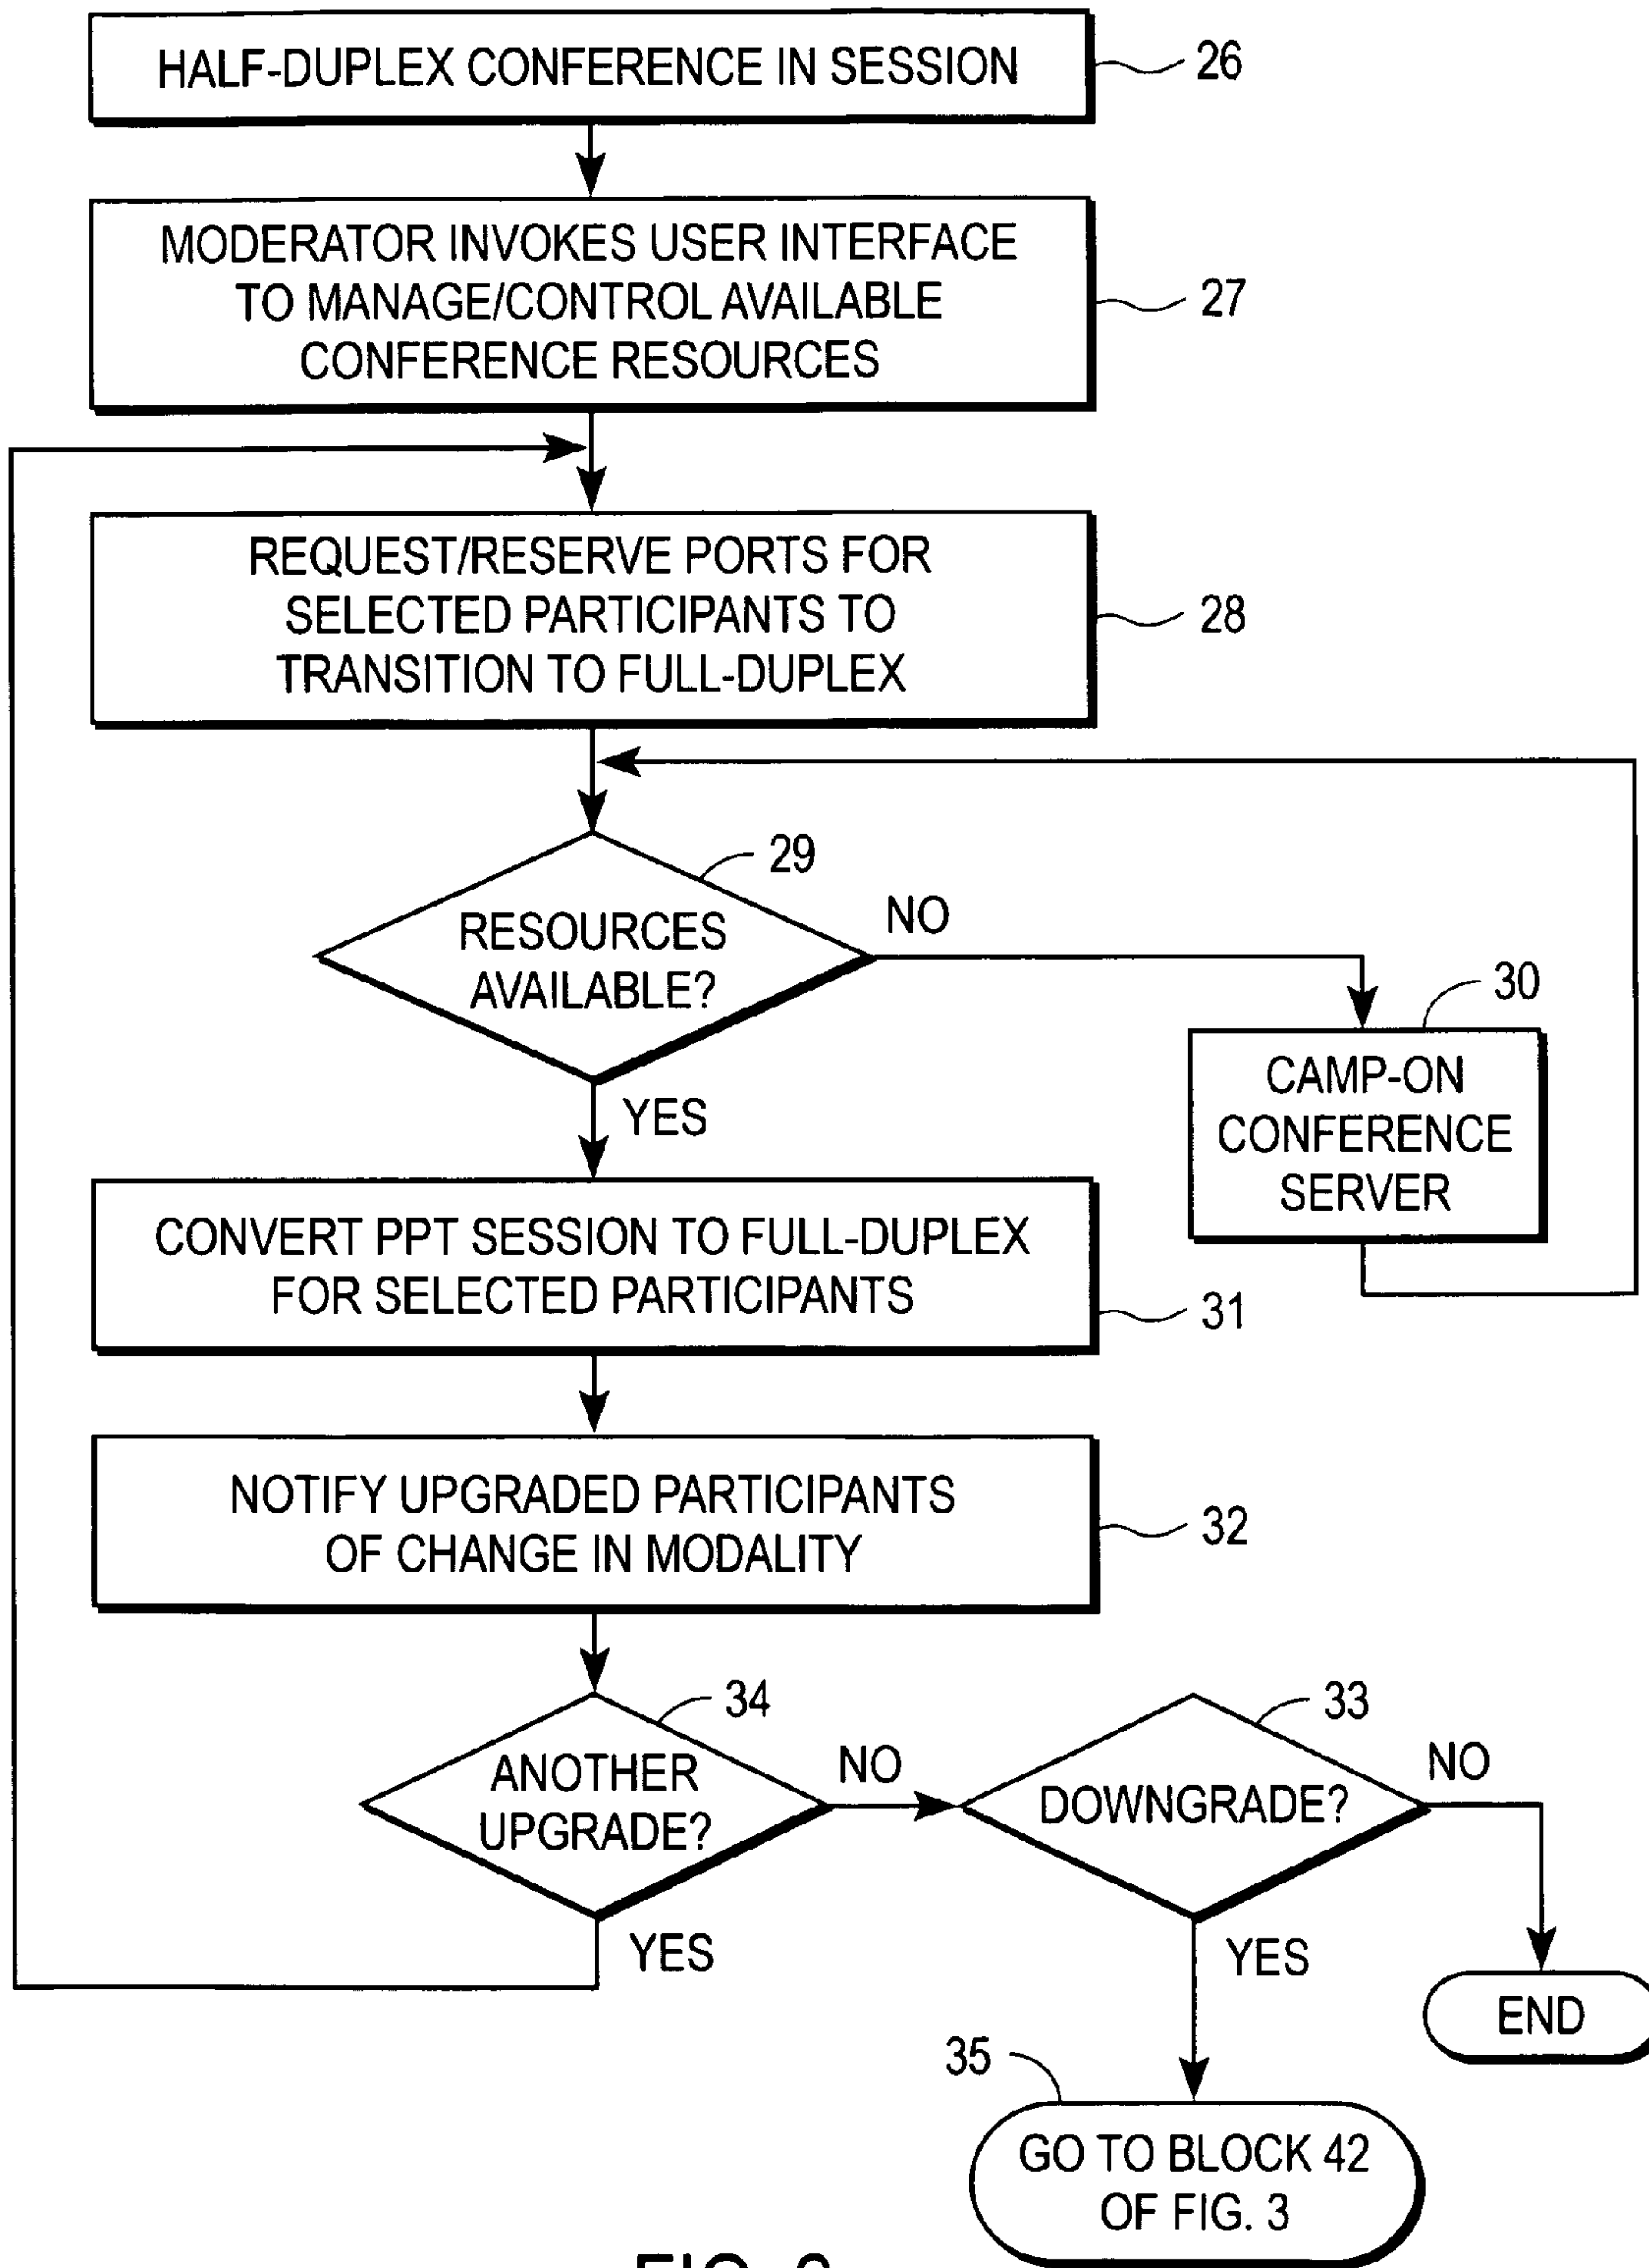 HALF-DUPLEX CONFERENCE IN SESSION
26
MODERATOR INVOKES USER INTERFACE
TO MANAGE/CONTROL AVAILABLE
CONFERENCE RESOURCES
27
REQUEST/RESERVE PORTS FOR
SELECTED PARTICIPANTS TO
TRANSITION TO FULL-DUPLEX
28
29
RESOURCES
AVAILABLE?
NO
30
CAMP-ON
CONFERENCE
SERVER
YES
CONVERT PPT SESSION TO FULL-DUPLEX
FOR SELECTED PARTICIPANTS
31
NOTIFY UPGRADED PARTICIPANTS
OF CHANGE IN MODALITY
32
34
ANOTHER
UPGRADE?
NO
33
DOWNGRADE?
NO
YES
YES
END
35
GO TO BLOCK 42
OF FIG. 3
FIG.